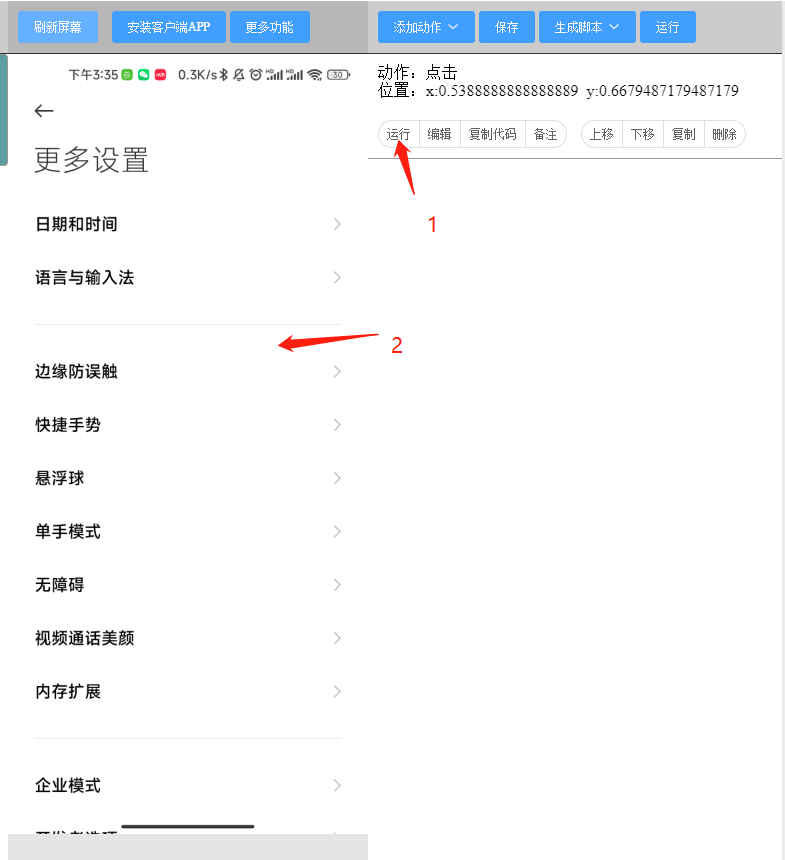 刷新屏幕 安装客户端APP 更多功能
添加动作 保存 生成脚本 运行
下午3:35 0.3K/s 30
动作：点击
位置：x:0.5388888888888889 y:0.6679487179487179
运行 编辑 复制代码 备注 上移 下移 复制 删除
1
更多设置
日期和时间
语言与输入法
2
边缘防误触
快捷手势
悬浮球
单手模式
无障碍
视频通话美颜
内存扩展
企业模式